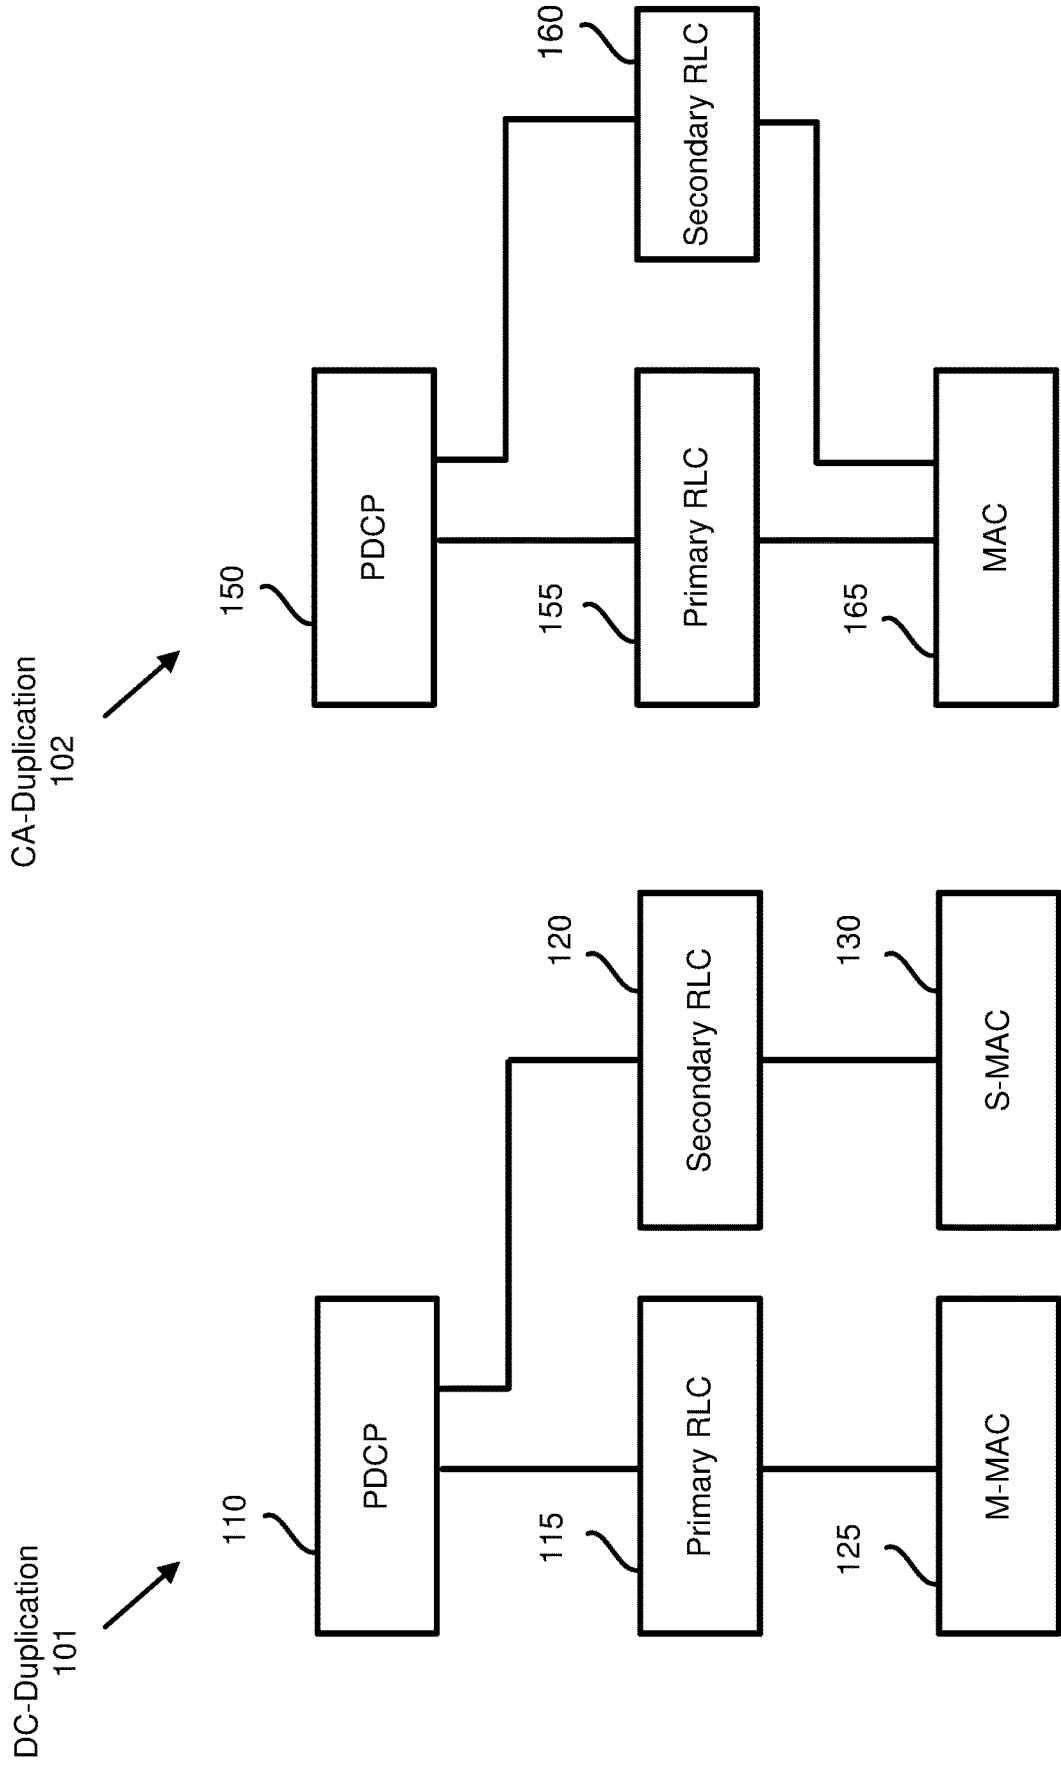 DC-Duplication
101
110
PDCP
115
Primary RLC
120
Secondary RLC
125
M-MAC
130
S-MAC
CA-Duplication
102
150
PDCP
155
Primary RLC
160
Secondary RLC
165
MAC